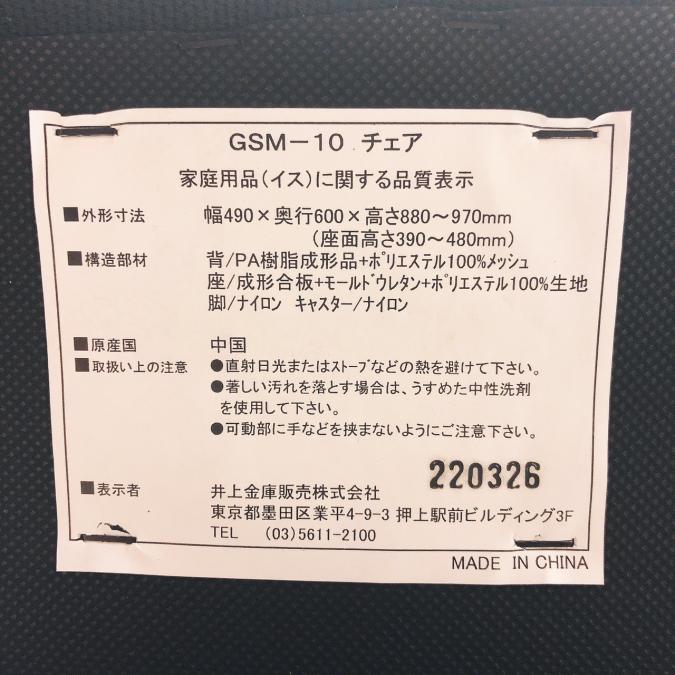 GSM-10 チェア
家庭用品(イス)に関する品質表示
■外形寸法 幅490×奥行600×高さ880〜970mm
(座面高さ390〜480mm)
■構造部材 背/PA樹脂成形品+ポリエステル100%メッシュ
座/成形合板+モールドウレタン+ポリエステル100%生地
脚/ナイロン キャスター/ナイロン
■原産国 中国
■取扱い上の注意 ●直射日光またはストーブなどの熱を避けて下さい。
●著しい汚れを落とす場合は、うすめた中性洗剤
を使用して下さい。
●可動部に手などを挟まないようにご注意下さい。
220326
■表示者 井上金庫販売株式会社
東京都墨田区業平4-9-3 押上駅前ビルディング3F
TEL (03)5611-2100
MADE IN CHINA